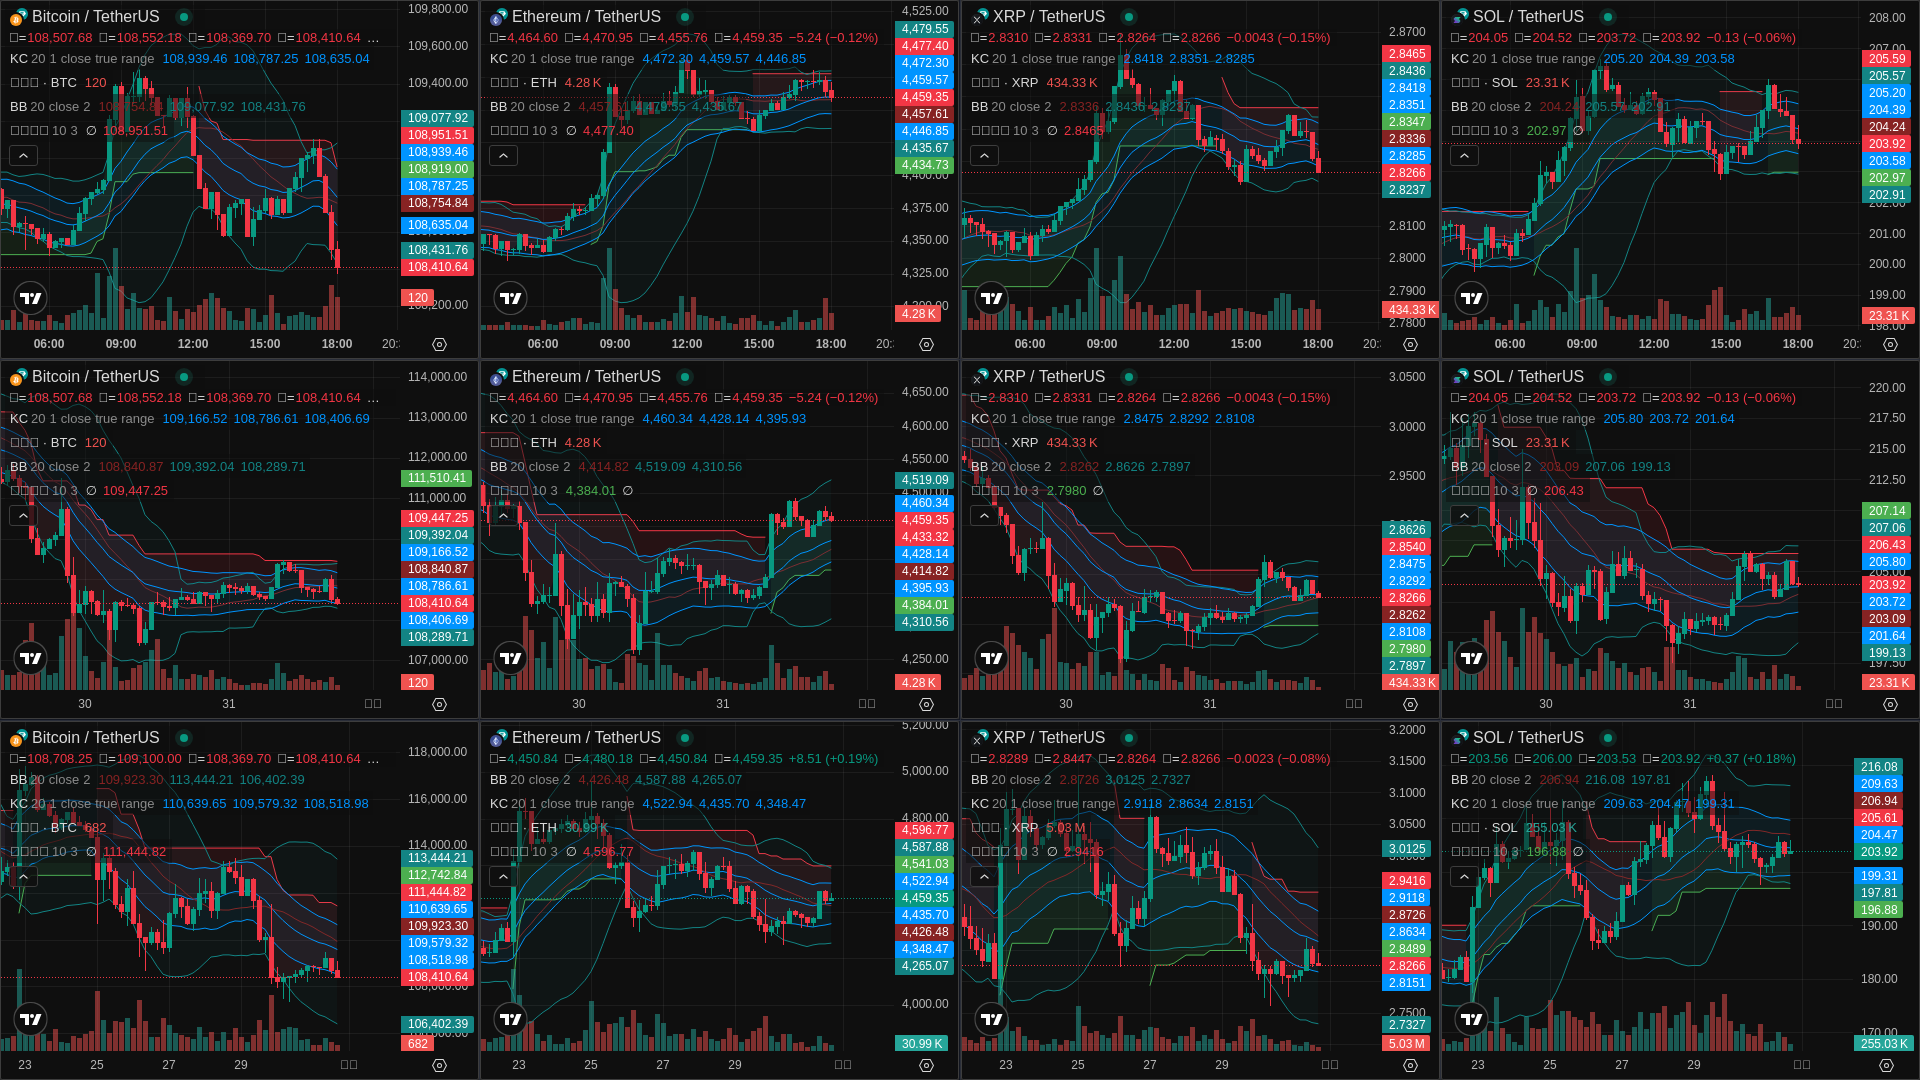 Bitcoin / TetherUS
=108,507.68 =108,552.18 =108,369.70 =108,410.64 ...
KC 20 1 close true range 108,939.46 108,787.25 108,635.04
· BTC 120
BB 20 close 2 108,754.84 109,077.92 108,431.76
10 3 ∅ 108,951.51
109,800.00
109,600.00
109,400.00
109,077.92
108,951.51
108,939.46
108,919.00
108,787.25
108,754.84
108,635.04
108,431.76
108,410.64
120
108,200.00
06:00 09:00 12:00 15:00 18:00
Ethereum / TetherUS
=4,464.60 =4,470.95 =4,455.76 =4,459.35 −5.24 (−0.12%)
KC 20 1 close true range 4,472.30 4,459.57 4,446.85
· ETH 4.28 K
BB 20 close 2 4,457.61 4,479.55 4,435.67
10 3 ∅ 4,477.40
4,525.00
4,479.55
4,477.40
4,472.30
4,459.57
4,459.35
4,457.61
4,446.85
4,435.67
4,434.73
4,400.00
4,375.00
4,350.00
4,325.00
4,300.00
4.28 K
06:00 09:00 12:00 15:00 18:00
XRP / TetherUS
=2.8310 =2.8331 =2.8264 =2.8266 −0.0043 (−0.15%)
KC 20 1 close true range 2.8418 2.8351 2.8285
· XRP 434.33 K
BB 20 close 2 2.8336 2.8436 2.8237
10 3 ∅ 2.8465
2.8700
2.8465
2.8436
2.8418
2.8351
2.8347
2.8336
2.8285
2.8266
2.8237
2.8100
2.8000
2.7900
434.33 K
2.7800
06:00 09:00 12:00 15:00 18:00
SOL / TetherUS
=204.05 =204.52 =203.72 =203.92 −0.13 (−0.06%)
KC 20 1 close true range 205.20 204.39 203.58
· SOL 23.31 K
BB 20 close 2 204.24 205.57 202.91
10 3 202.97 ∅
208.00
207.00
205.59
205.57
205.20
204.39
204.24
203.92
203.58
202.97
202.91
202.00
201.00
200.00
199.00
23.31 K
198.00
06:00 09:00 12:00 15:00 18:00
Bitcoin / TetherUS
=108,507.68 =108,552.18 =108,369.70 =108,410.64 ...
KC 20 1 close true range 109,166.52 108,786.61 108,406.69
· BTC 120
BB 20 close 2 108,840.87 109,392.04 108,289.71
10 3 ∅ 109,447.25
114,000.00
113,000.00
112,000.00
111,510.41
111,000.00
109,447.25
109,392.04
109,166.52
108,840.87
108,786.61
108,410.64
108,406.69
108,289.71
107,000.00
120
30 31
Ethereum / TetherUS
=4,464.60 =4,470.95 =4,455.76 =4,459.35 −5.24 (−0.12%)
KC 20 1 close true range 4,460.34 4,428.14 4,395.93
· ETH 4.28 K
BB 20 close 2 4,414.82 4,519.09 4,310.56
10 3 4,384.01 ∅
4,650.00
4,600.00
4,550.00
4,519.09
4,500.00
4,460.34
4,459.35
4,433.32
4,428.14
4,414.82
4,395.93
4,384.01
4,310.56
4,250.00
4.28 K
30 31
XRP / TetherUS
=2.8310 =2.8331 =2.8264 =2.8266 −0.0043 (−0.15%)
KC 20 1 close true range 2.8475 2.8292 2.8108
· XRP 434.33 K
BB 20 close 2 2.8262 2.8626 2.7897
10 3 2.7980 ∅
3.0500
3.0000
2.9500
2.8626
2.8540
2.8475
2.8292
2.8266
2.8262
2.8108
2.7980
2.7897
434.33 K
30 31
SOL / TetherUS
=204.05 =204.52 =203.72 =203.92 −0.13 (−0.06%)
KC 20 1 close true range 205.80 203.72 201.64
· SOL 23.31 K
BB 20 close 2 203.09 207.06 199.13
10 3 ∅ 206.43
220.00
217.50
215.00
212.50
207.14
207.06
206.43
205.80
205.00
203.92
203.72
203.09
201.64
199.13
197.50
23.31 K
30 31
Bitcoin / TetherUS
=108,708.25 =109,100.00 =108,369.70 =108,410.64 ...
BB 20 close 2 109,923.30 113,444.21 106,402.39
KC 20 1 close true range 110,639.65 109,579.32 108,518.98
· BTC 682
10 3 ∅ 111,444.82
118,000.00
116,000.00
114,000.00
113,444.21
112,742.84
111,444.82
110,639.65
109,923.30
109,579.32
108,518.98
108,410.64
108,000.00
106,402.39
682
23 25 27 29
Ethereum / TetherUS
=4,450.84 =4,480.18 =4,450.84 =4,459.35 +8.51 (+0.19%)
BB 20 close 2 4,426.48 4,587.88 4,265.07
KC 20 1 close true range 4,522.94 4,435.70 4,348.47
· ETH 30.99 K
10 3 ∅ 4,596.77
5,200.00
5,000.00
4,800.00
4,596.77
4,587.88
4,541.03
4,522.94
4,459.35
4,435.70
4,426.48
4,348.47
4,265.07
4,000.00
30.99 K
23 25 27 29
XRP / TetherUS
=2.8289 =2.8447 =2.8264 =2.8266 −0.0023 (−0.08%)
BB 20 close 2 2.8726 3.0125 2.7327
KC 20 1 close true range 2.9118 2.8634 2.8151
· XRP 5.03 M
10 3 ∅ 2.9416
3.2000
3.1500
3.1000
3.0500
3.0125
3.0000
2.9416
2.9118
2.8726
2.8634
2.8489
2.8266
2.8151
2.7500
2.7327
5.03 M
23 25 27 29
SOL / TetherUS
=203.56 =206.00 =203.53 =203.92 +0.37 (+0.18%)
BB 20 close 2 206.94 216.08 197.81
KC 20 1 close true range 209.63 204.47 199.31
· SOL 255.03 K
10 3 196.88 ∅
216.08
209.63
206.94
205.61
204.47
203.92
199.31
197.81
196.88
190.00
180.00
170.00
255.03 K
23 25 27 29